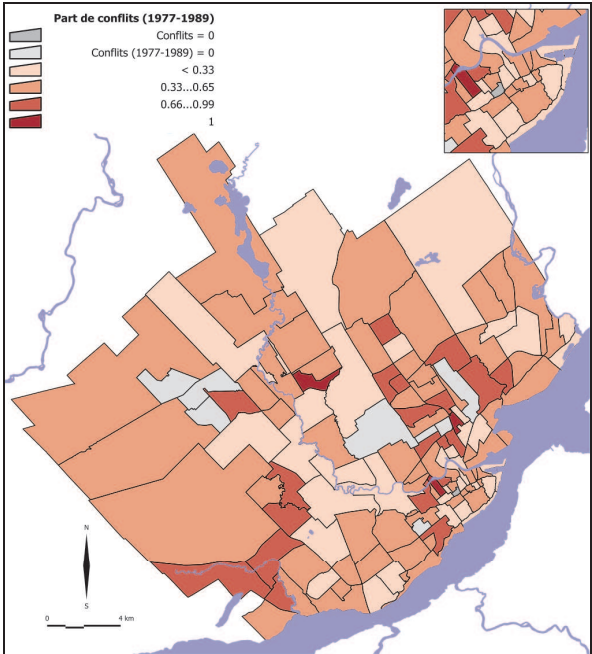 Part de conflits (1977-1989)
Conflits = 0
Conflits (1977-1989) = 0
< 0.33
0.33...0.65
0.66...0.99
1
N
S
0 4 km